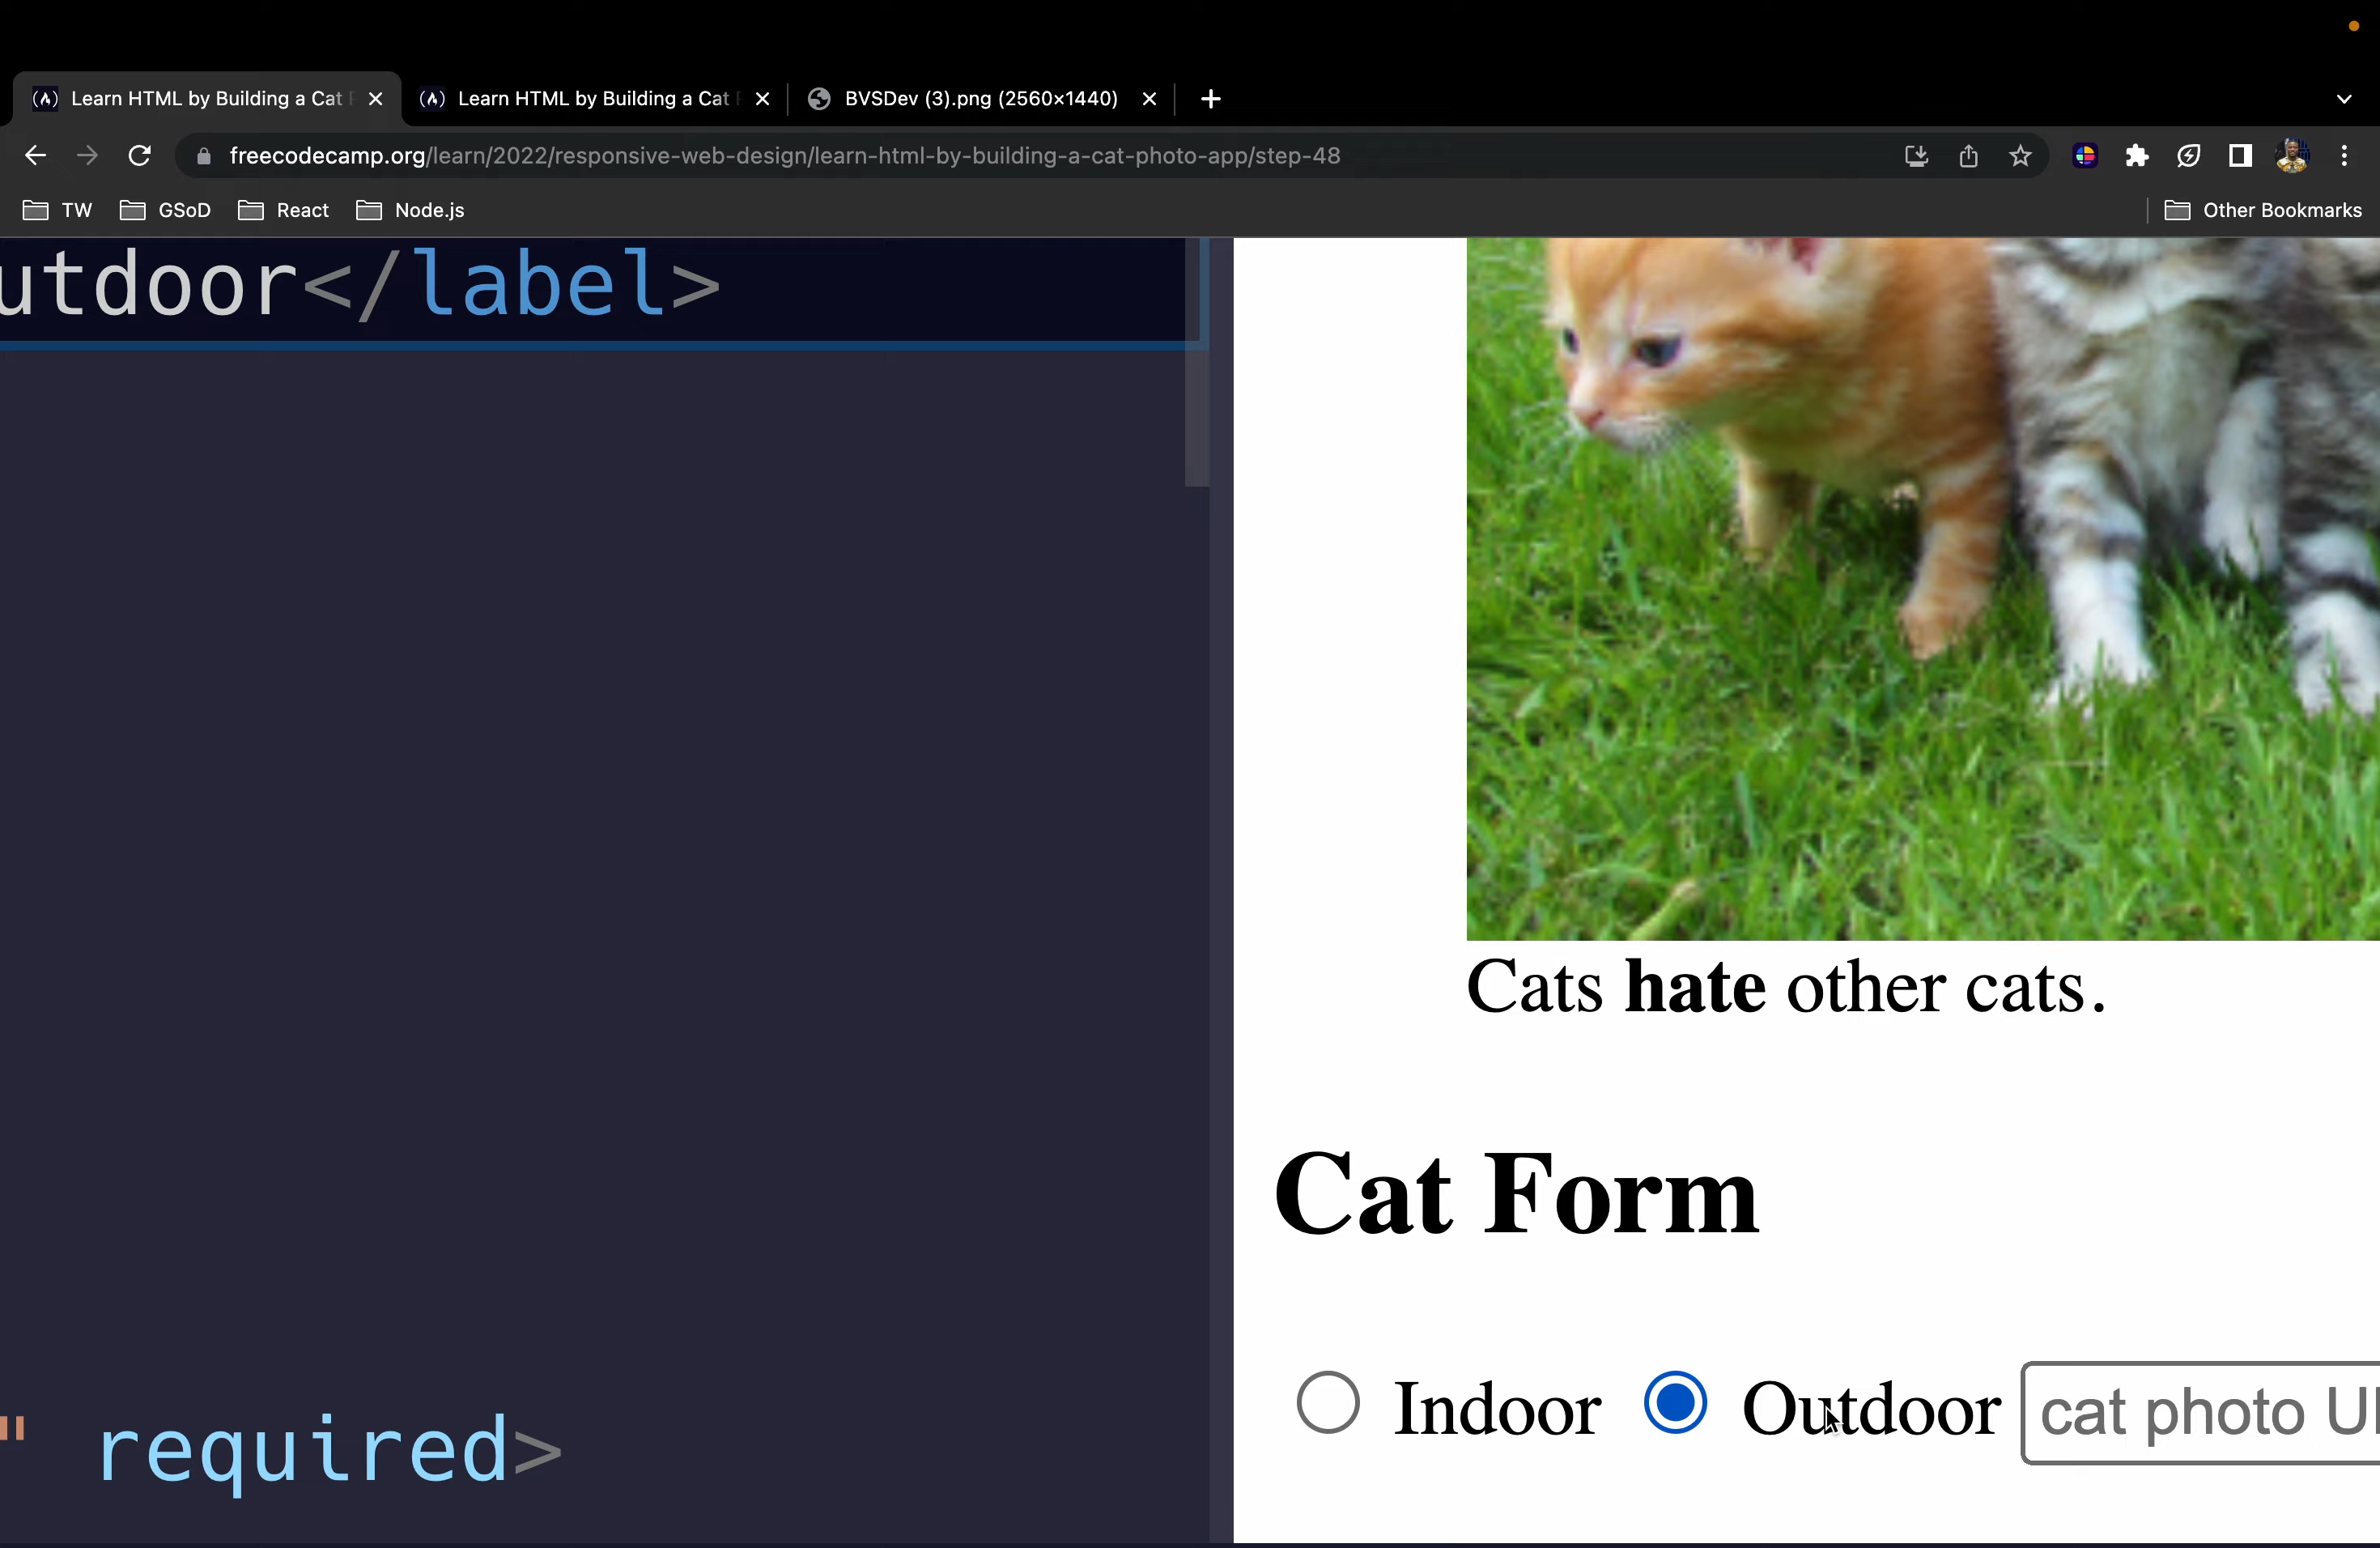 Learn HTML by Building a Cat
Learn HTML by Building a Cat
BVSDev (3).png (2560×1440)
freecodecamp.org/learn/2022/responsive-web-design/learn-html-by-building-a-cat-photo-app/step-48
TW
GSoD
React
Node.js
Other Bookmarks
utdoor</label>
" required>
Cats hate other cats.
Cat Form
Indoor
Outdoor
cat photo